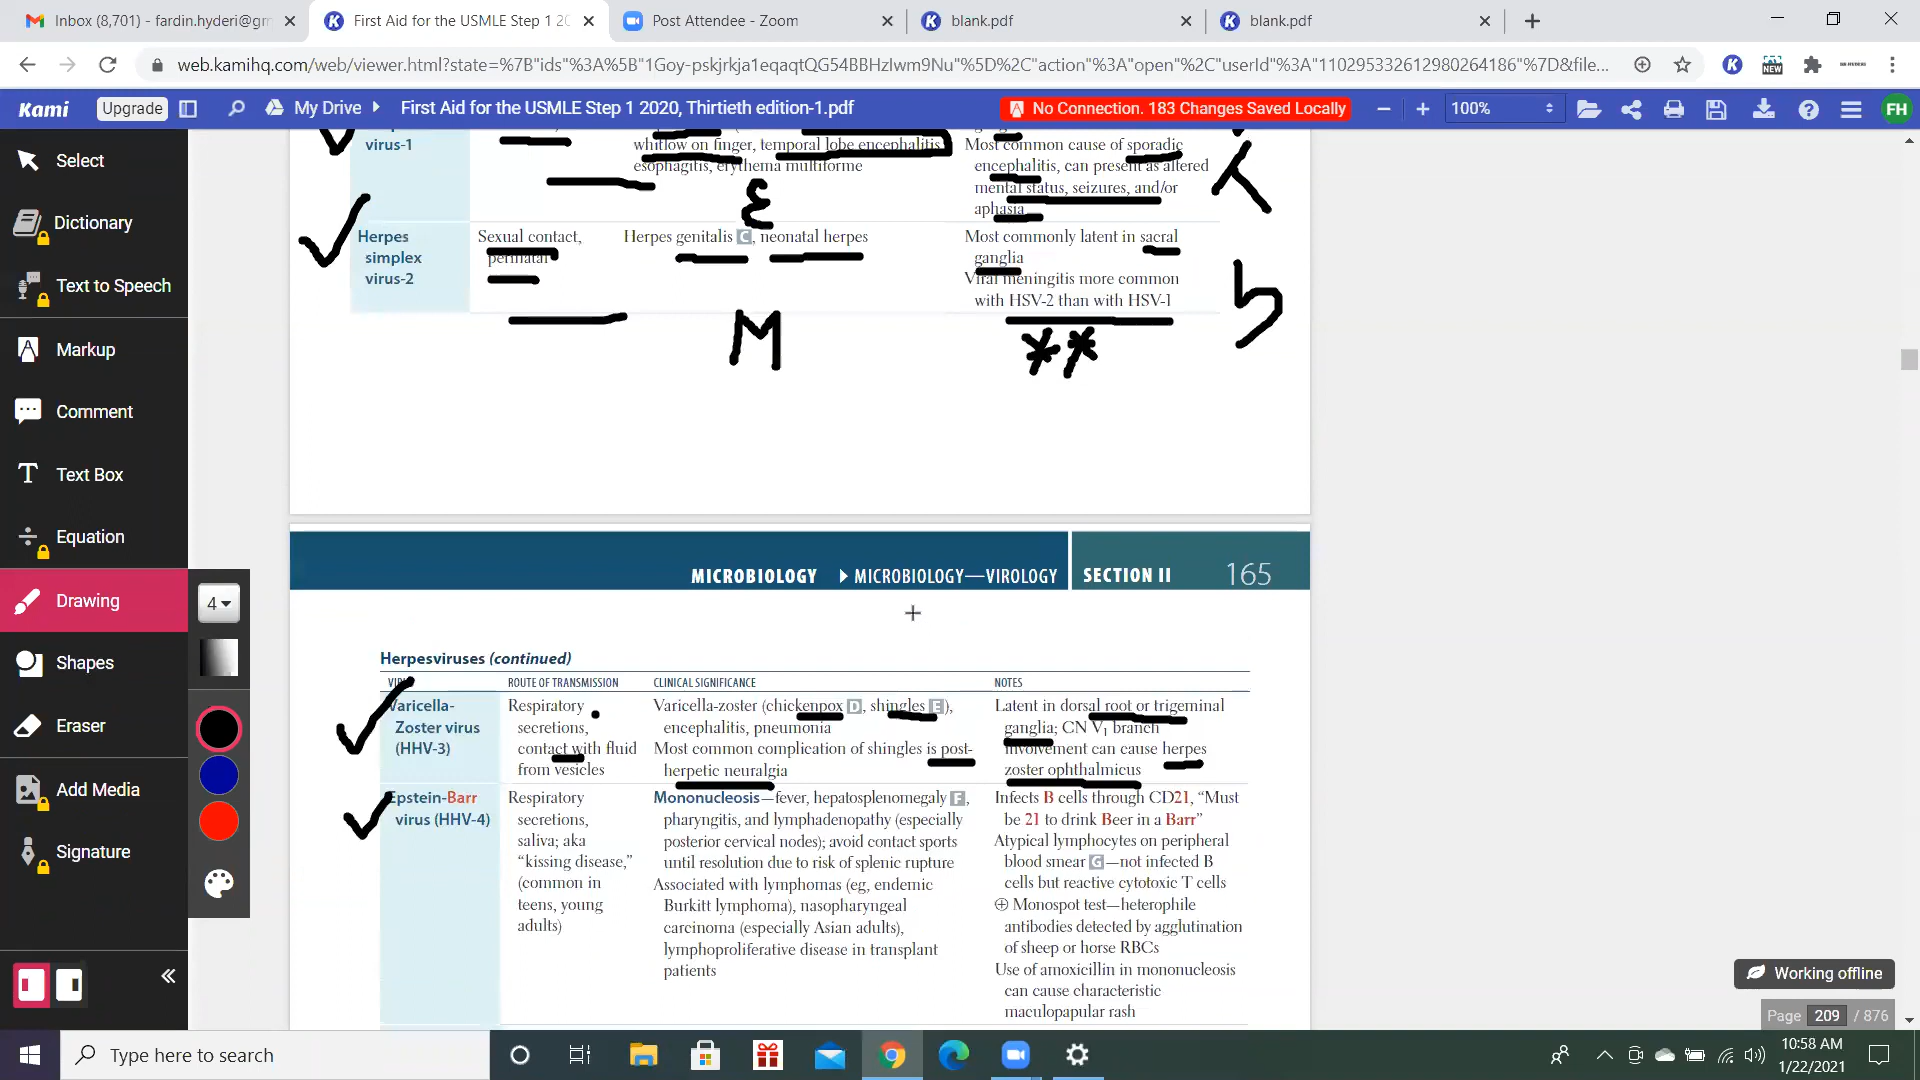 Inbox (8,701) - fardin.hyderi@gm
First Aid for the USMLE Step 1 20
Post Attendee - Zoom
blank.pdf
blank.pdf
web.kamihq.com/web/viewer.html?state=%7B"ids"%3A%5B"1Goy-pskjrkja1eqaqtQG54BBHzIwm9Nu"%5D%2C"action"%3A"open"%2C"userId"%3A"110295332612980264186"%7D&file...
NEW
Kami
Upgrade
My Drive
First Aid for the USMLE Step 1 2020, Thirtieth edition-1.pdf
No Connection. 183 Changes Saved Locally
100%
FH
Select
Dictionary
Text to Speech
Markup
Comment
Text Box
Equation
Drawing
Shapes
Eraser
Add Media
Signature
4
virus-1
whitlow on finger, temporal lobe encephalitis,
esophagitis, erythema multiforme
Most common cause of sporadic
encephalitis, can present as altered
mental status, seizures, and/or
aphasia
Herpes
simplex
virus-2
Sexual contact,
perinatal
Herpes genitalis C, neonatal herpes
Most commonly latent in sacral
ganglia
Viral meningitis more common
with HSV-2 than with HSV-1
M
**
MICROBIOLOGY
MICROBIOLOGY—VIROLOGY
SECTION II
165
Herpesviruses (continued)
ROUTE OF TRANSMISSION
CLINICAL SIGNIFICANCE
NOTES
Varicella-
Zoster virus
(HHV-3)
Respiratory
secretions,
contact with fluid
from vesicles
Varicella-zoster (chickenpox D, shingles E),
encephalitis, pneumonia
Most common complication of shingles is post-
herpetic neuralgia
Latent in dorsal root or trigeminal
ganglia; CN V1 branch
involvement can cause herpes
zoster ophthalmicus
Epstein-Barr
virus (HHV-4)
Respiratory
secretions,
saliva; aka
“kissing disease,”
(common in
teens, young
adults)
Mononucleosis—fever, hepatosplenomegaly F,
pharyngitis, and lymphadenopathy (especially
posterior cervical nodes); avoid contact sports
until resolution due to risk of splenic rupture
Associated with lymphomas (eg, endemic
Burkitt lymphoma), nasopharyngeal
carcinoma (especially Asian adults),
lymphoproliferative disease in transplant
patients
Infects B cells through CD21, “Must
be 21 to drink Beer in a Barr”
Atypical lymphocytes on peripheral
blood smear G—not infected B
cells but reactive cytotoxic T cells
⊕ Monospot test—heterophile
antibodies detected by agglutination
of sheep or horse RBCs
Use of amoxicillin in mononucleosis
can cause characteristic
maculopapular rash
Working offline
Page 209 / 876
Type here to search
10:58 AM
1/22/2021